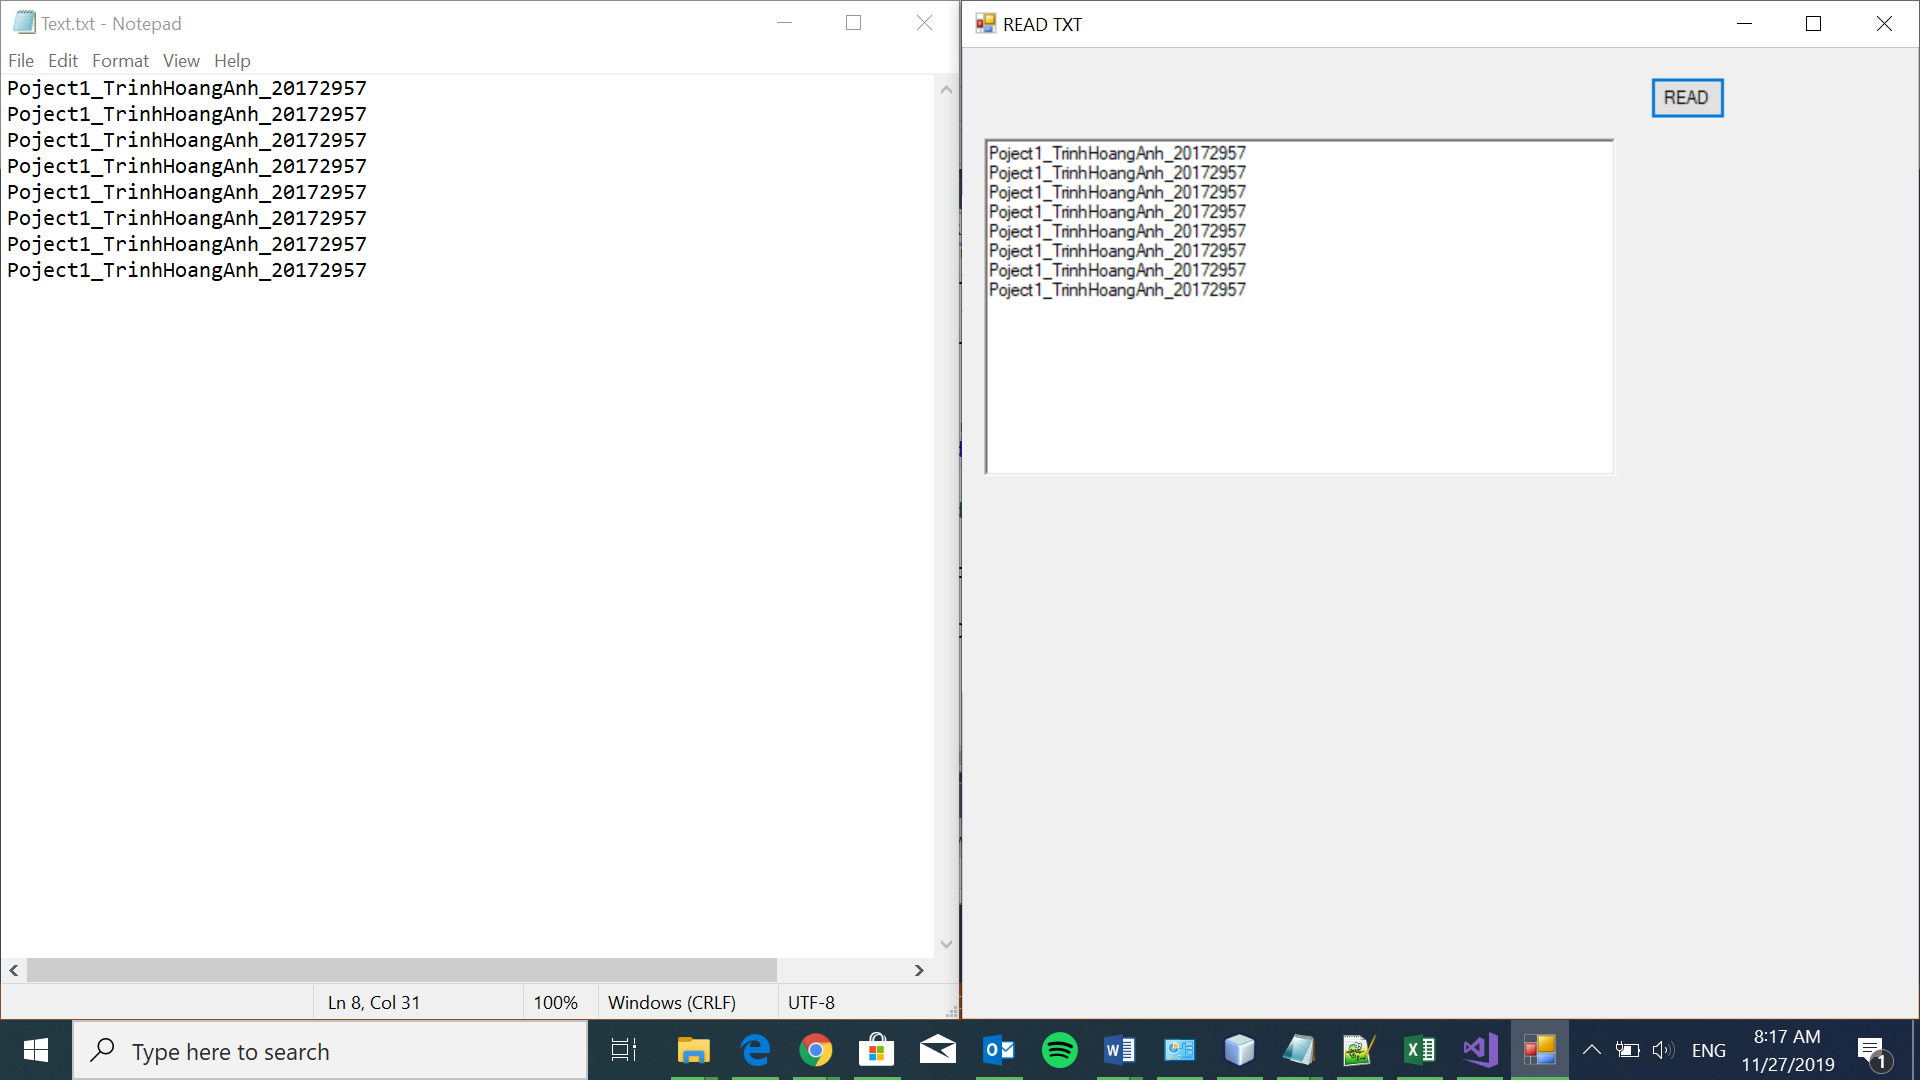 Text.txt - Notepad
File Edit Format View Help
Poject1_TrinhHoangAnh_20172957
Poject1_TrinhHoangAnh_20172957
Poject1_TrinhHoangAnh_20172957
Poject1_TrinhHoangAnh_20172957
Poject1_TrinhHoangAnh_20172957
Poject1_TrinhHoangAnh_20172957
Poject1_TrinhHoangAnh_20172957
Poject1_TrinhHoangAnh_20172957
Ln 8, Col 31 100% Windows (CRLF) UTF-8
READ TXT
READ
Poject1_TrinhHoangAnh_20172957
Poject1_TrinhHoangAnh_20172957
Poject1_TrinhHoangAnh_20172957
Poject1_TrinhHoangAnh_20172957
Poject1_TrinhHoangAnh_20172957
Poject1_TrinhHoangAnh_20172957
Poject1_TrinhHoangAnh_20172957
Poject1_TrinhHoangAnh_20172957
Type here to search
ENG
8:17 AM
11/27/2019
1